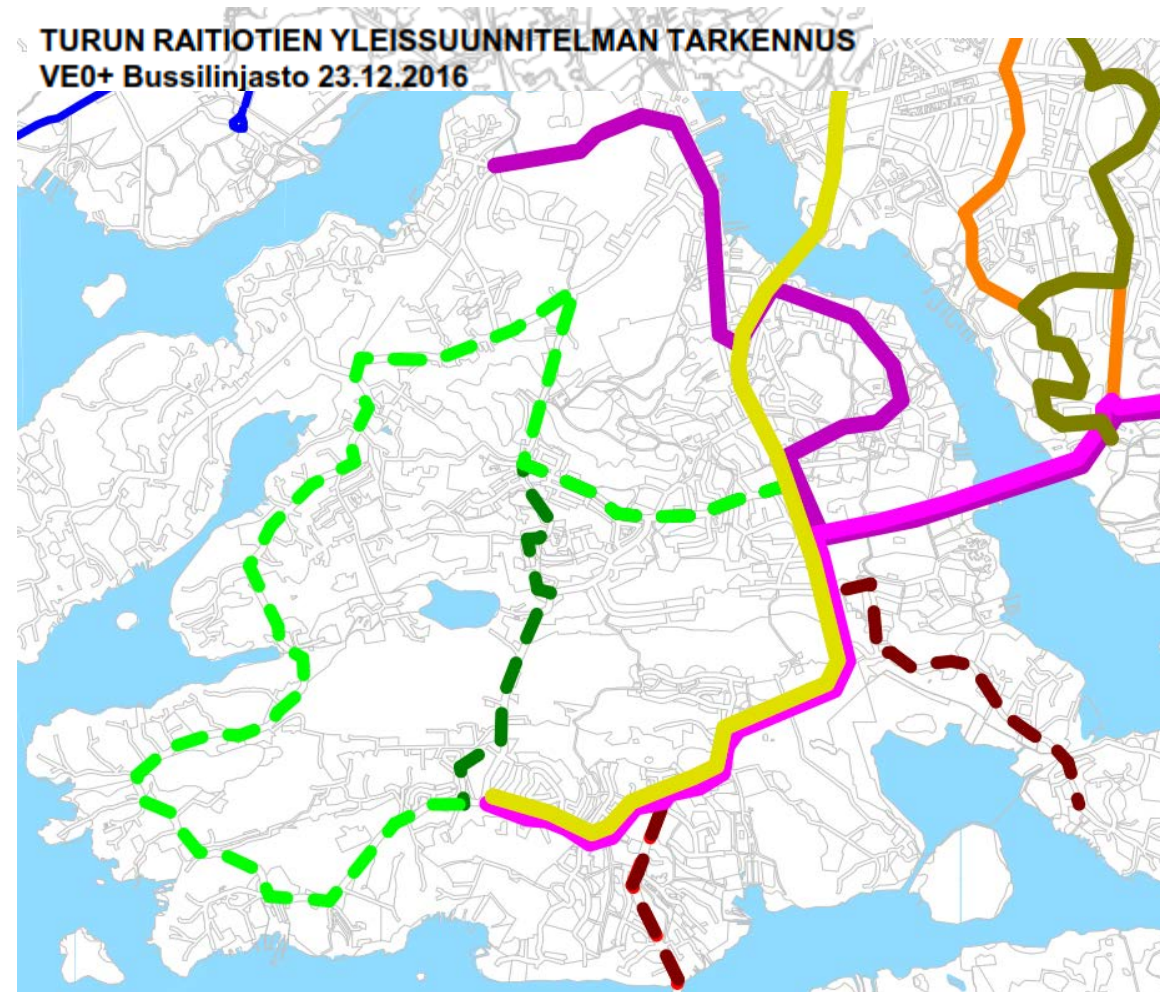 TURUN RAITIOTIEN YLEISSUUNNITELMAN TARKENNUS
VE0+ Bussilinjasto 23.12.2016